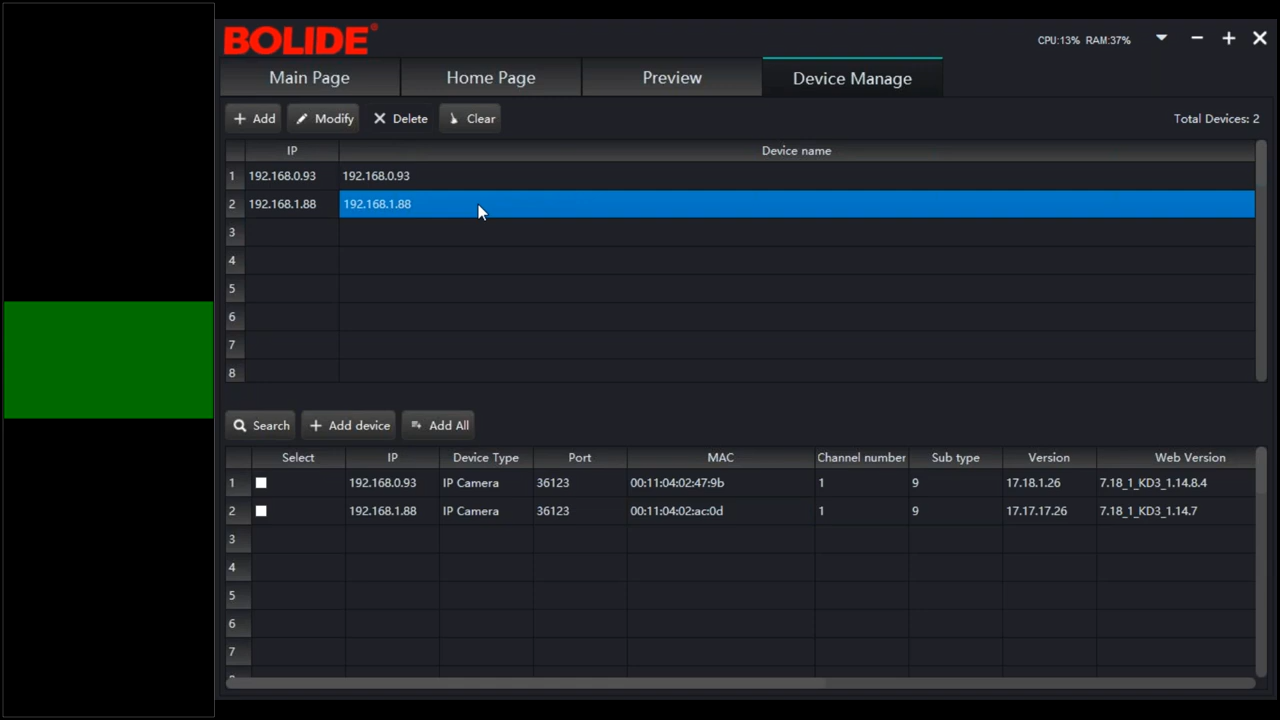 BOLIDE®
CPU:13% RAM:37%
Main Page Home Page Preview Device Manage
Add Modify Delete Clear Total Devices: 2
IP Device name
1 192.168.0.93 192.168.0.93
2 192.168.1.88 192.168.1.88
3
4
5
6
7
8
Search Add device Add All
Select IP Device Type Port MAC Channel number Sub type Version Web Version
1 192.168.0.93 IP Camera 36123 00:11:04:02:47:9b 1 9 17.18.1.26 7.18_1_KD3_1.14.8.4
2 192.168.1.88 IP Camera 36123 00:11:04:02:ac:0d 1 9 17.17.17.26 7.18_1_KD3_1.14.7
3
4
5
6
7